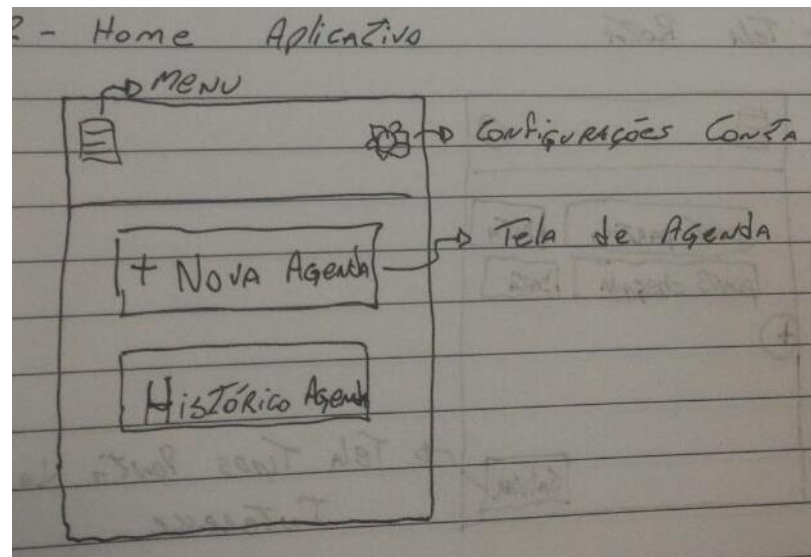 2 - Home Aplicativo
Menu
Configurações Conta
+ Nova Agenda
Tela de Agenda
Histórico Agenda